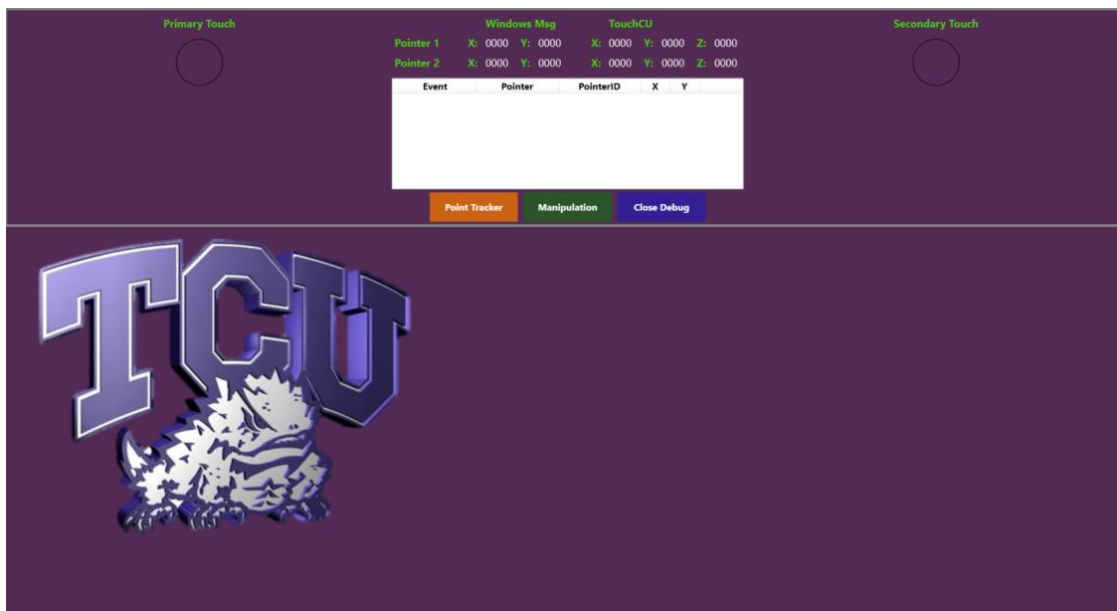 Primary Touch Windows Msg TouchCU Secondary Touch
Pointer 1 X: 0000 Y: 0000 X: 0000 Y: 0000 Z: 0000
Pointer 2 X: 0000 Y: 0000 X: 0000 Y: 0000 Z: 0000
Event Pointer PointerID X Y
Point Tracker Manipulation Close Debug
TCU